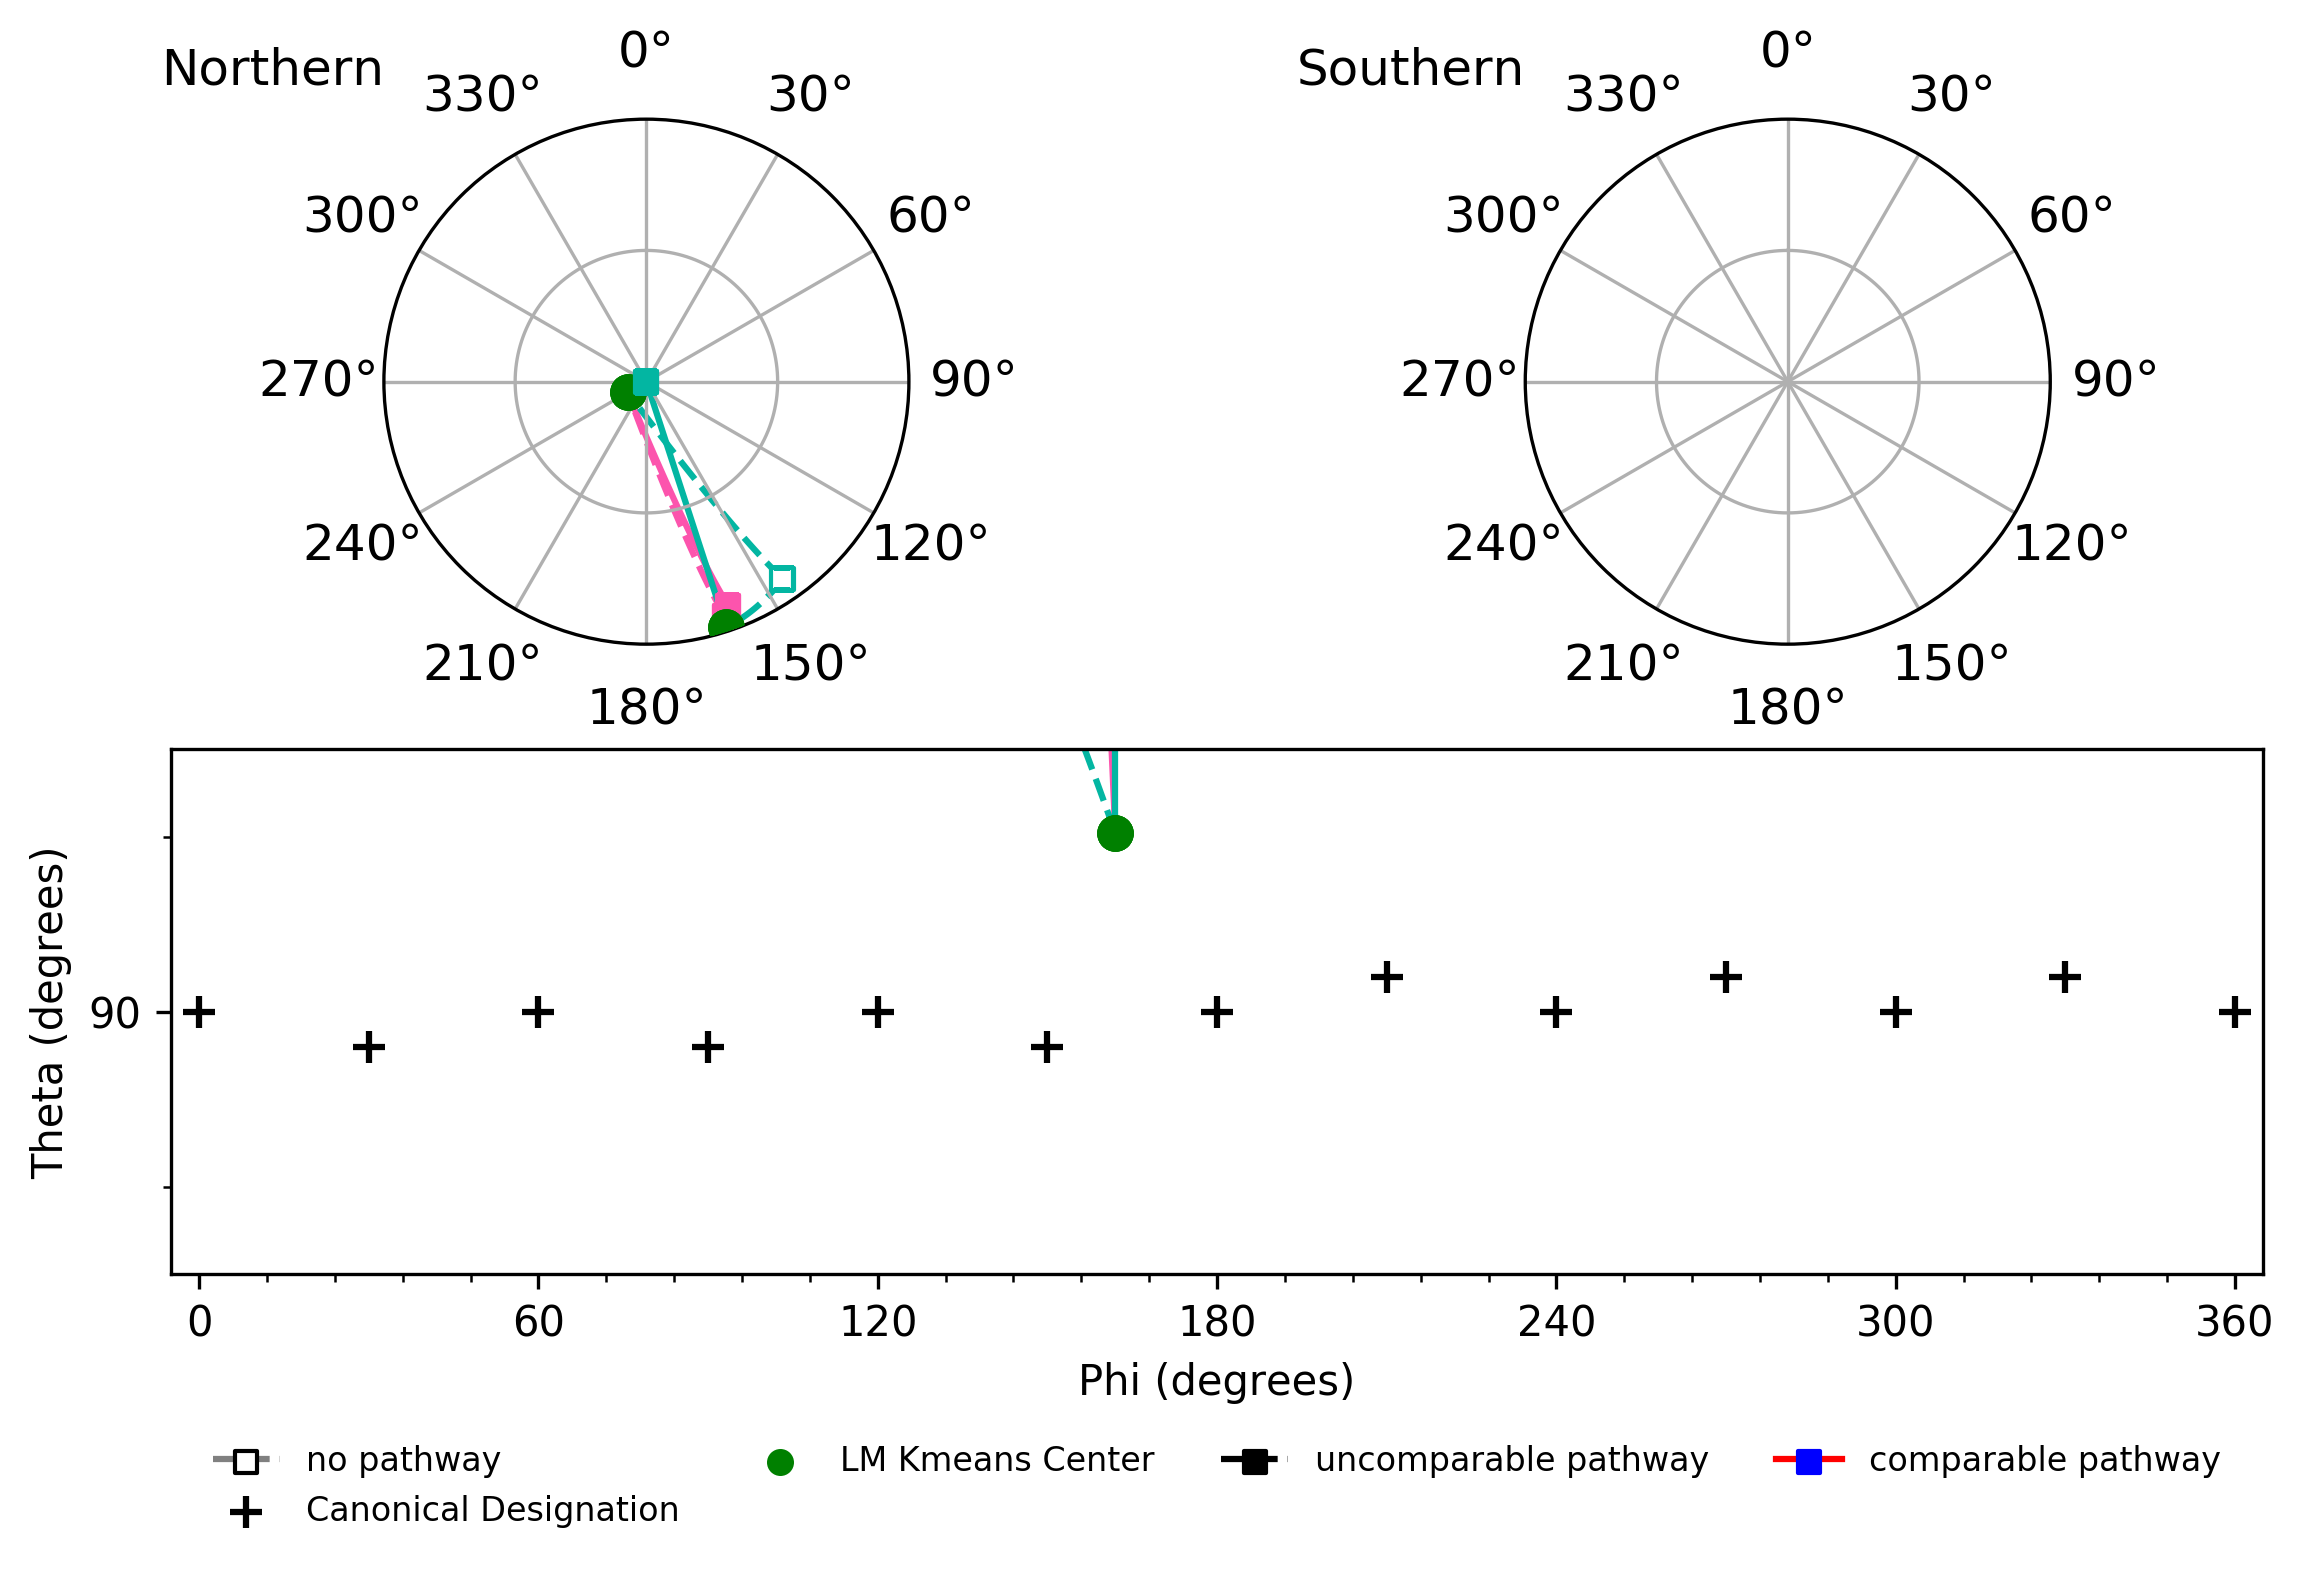 Northern
0°
30°
60°
90°
120°
150°
180°
210°
240°
270°
300°
330°
Southern
0°
30°
60°
90°
120°
150°
180°
210°
240°
270°
300°
330°
Theta (degrees)
90
0 60 120 180 240 300 360
Phi (degrees)
no pathway
Canonical Designation
LM Kmeans Center
uncomparable pathway
comparable pathway